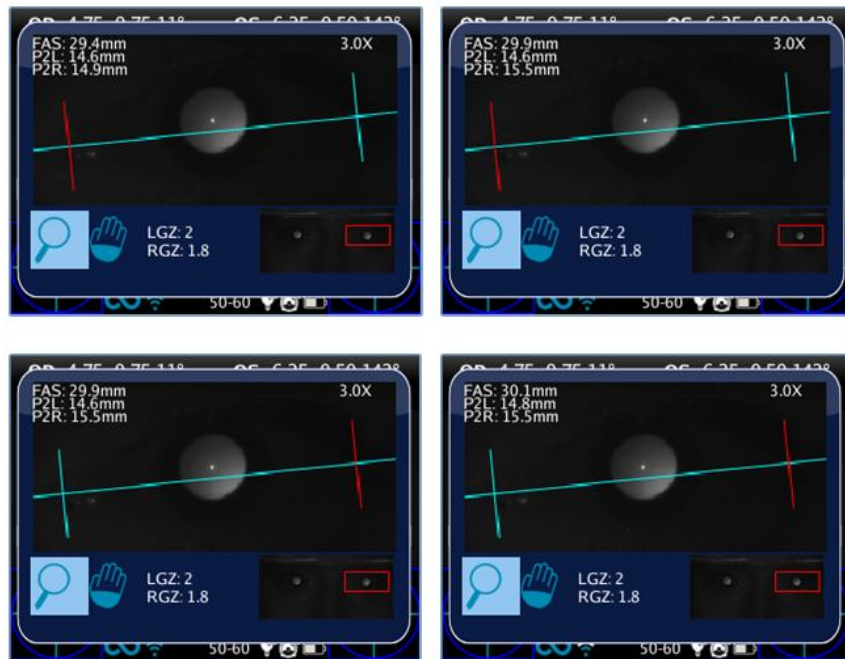 FAS: 29.4mm
P2L: 14.6mm
P2R: 14.9mm
3.0X
LGZ: 2
RGZ: 1.8
50-60
FAS: 29.9mm
P2L: 14.6mm
P2R: 15.5mm
3.0X
LGZ: 2
RGZ: 1.8
50-60
FAS: 29.9mm
P2L: 14.6mm
P2R: 15.5mm
3.0X
LGZ: 2
RGZ: 1.8
50-60
FAS: 30.1mm
P2L: 14.8mm
P2R: 15.5mm
3.0X
LGZ: 2
RGZ: 1.8
50-60